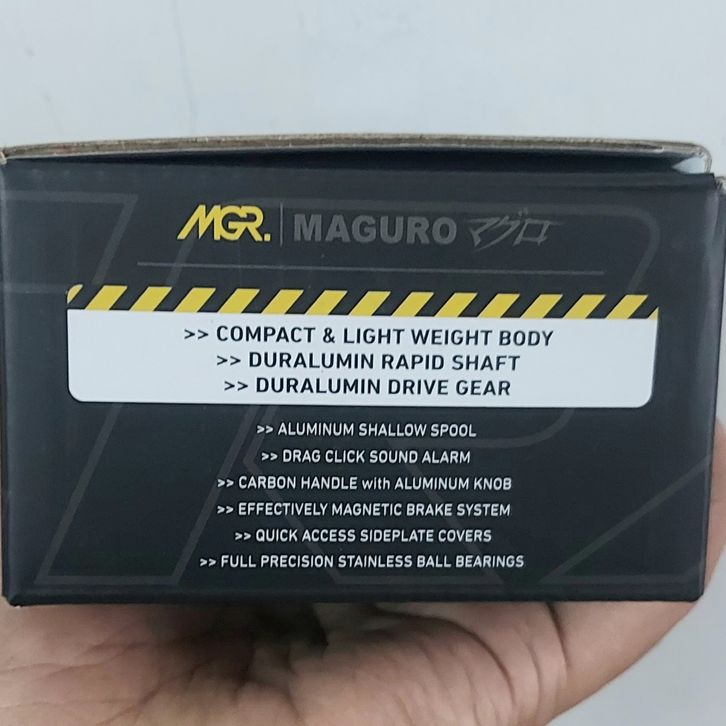 MGR. | MAGURO マグロ
>> COMPACT & LIGHT WEIGHT BODY
>> DURALUMIN RAPID SHAFT
>> DURALUMIN DRIVE GEAR
>> ALUMINUM SHALLOW SPOOL
>> DRAG CLICK SOUND ALARM
>> CARBON HANDLE with ALUMINUM KNOB
>> EFFECTIVELY MAGNETIC BRAKE SYSTEM
>> QUICK ACCESS SIDEPLATE COVERS
>> FULL PRECISION STAINLESS BALL BEARINGS